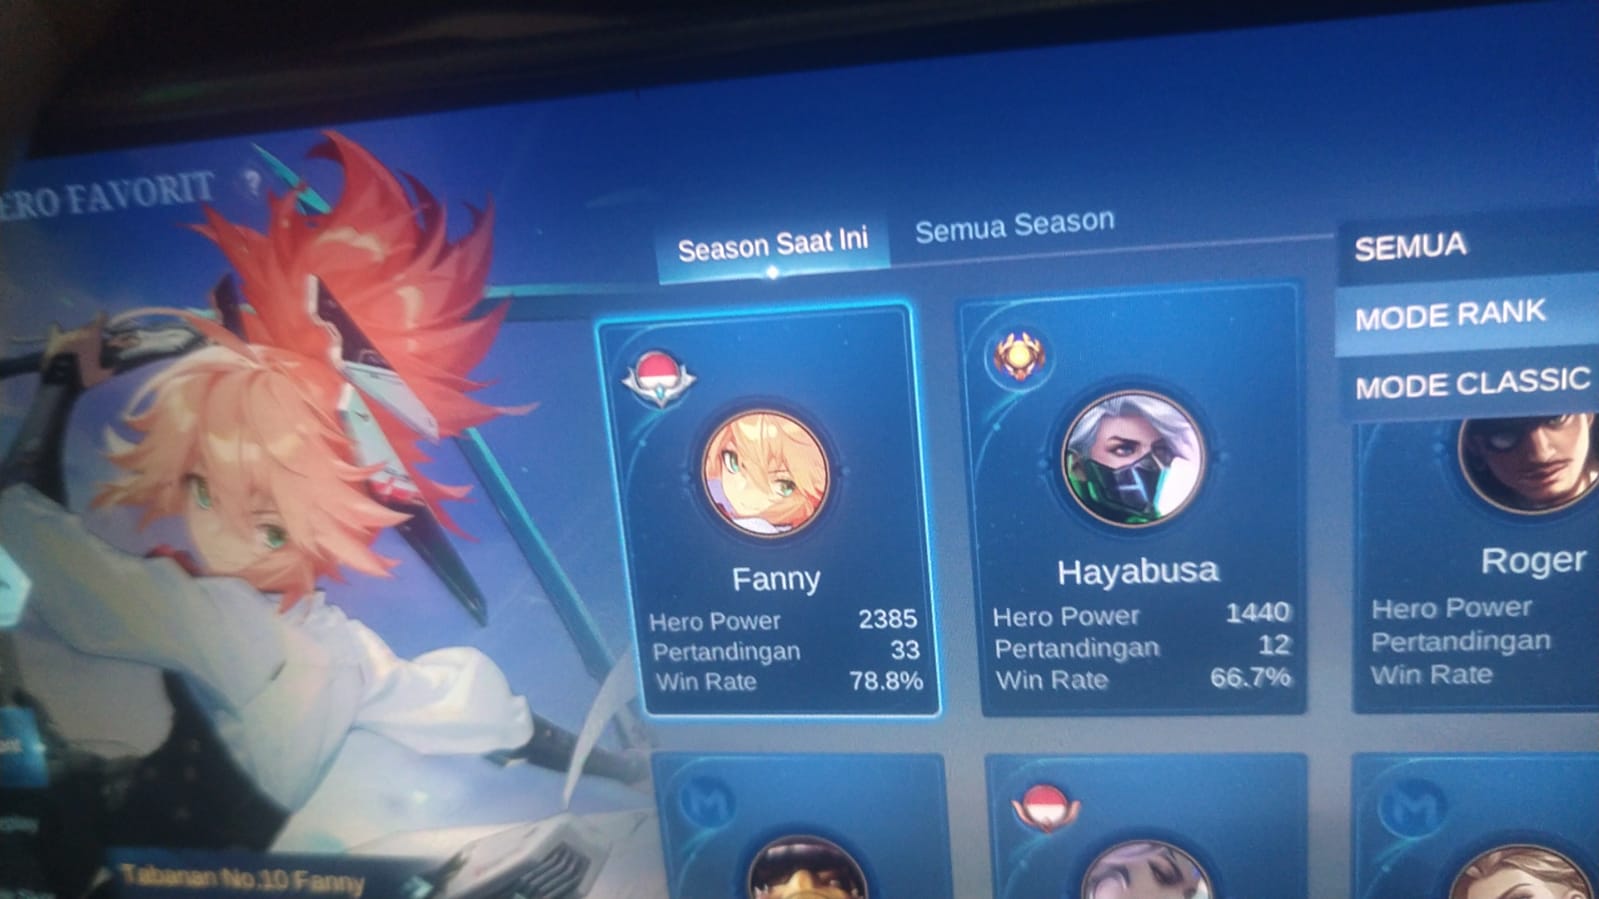 ERO FAVORIT ?
Season Saat Ini
Semua Season
SEMUA
MODE RANK
MODE CLASSIC
Fanny
Hero Power 2385
Pertandingan 33
Win Rate 78.8%
Hayabusa
Hero Power 1440
Pertandingan 12
Win Rate 66.7%
Roger
Hero Power
Pertandingan
Win Rate
Tabanan No.10 Fanny